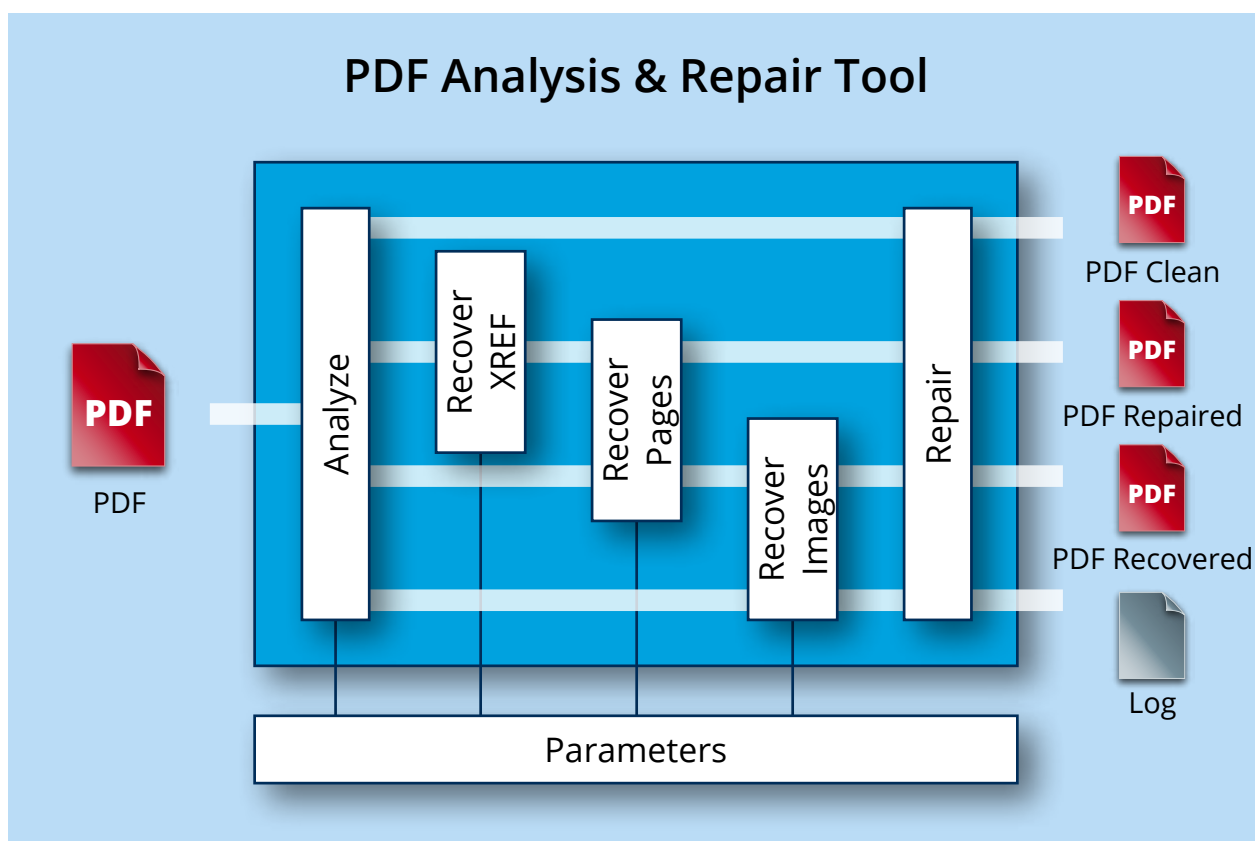 PDF Analysis & Repair Tool
PDF
PDF
Analyze
Recover
XREF
Recover
Pages
Recover
Images
Repair
PDF
PDF Clean
PDF
PDF Repaired
PDF
PDF Recovered
Log
Parameters